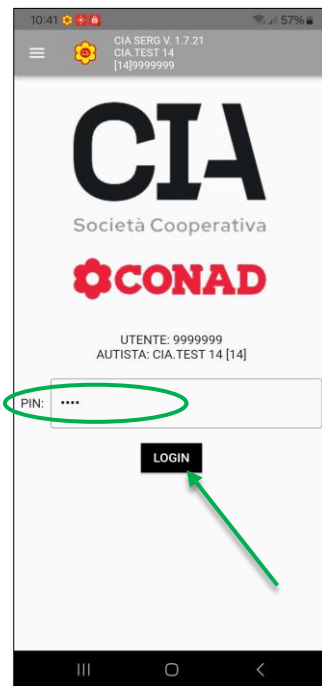 10:41 57%
CIA SERG V. 1.7.21
CIA.TEST 14
[14]9999999
CIA
Società Cooperativa
CONAD
UTENTE: 9999999
AUTISTA: CIA.TEST 14 [14]
PIN: ••••
LOGIN